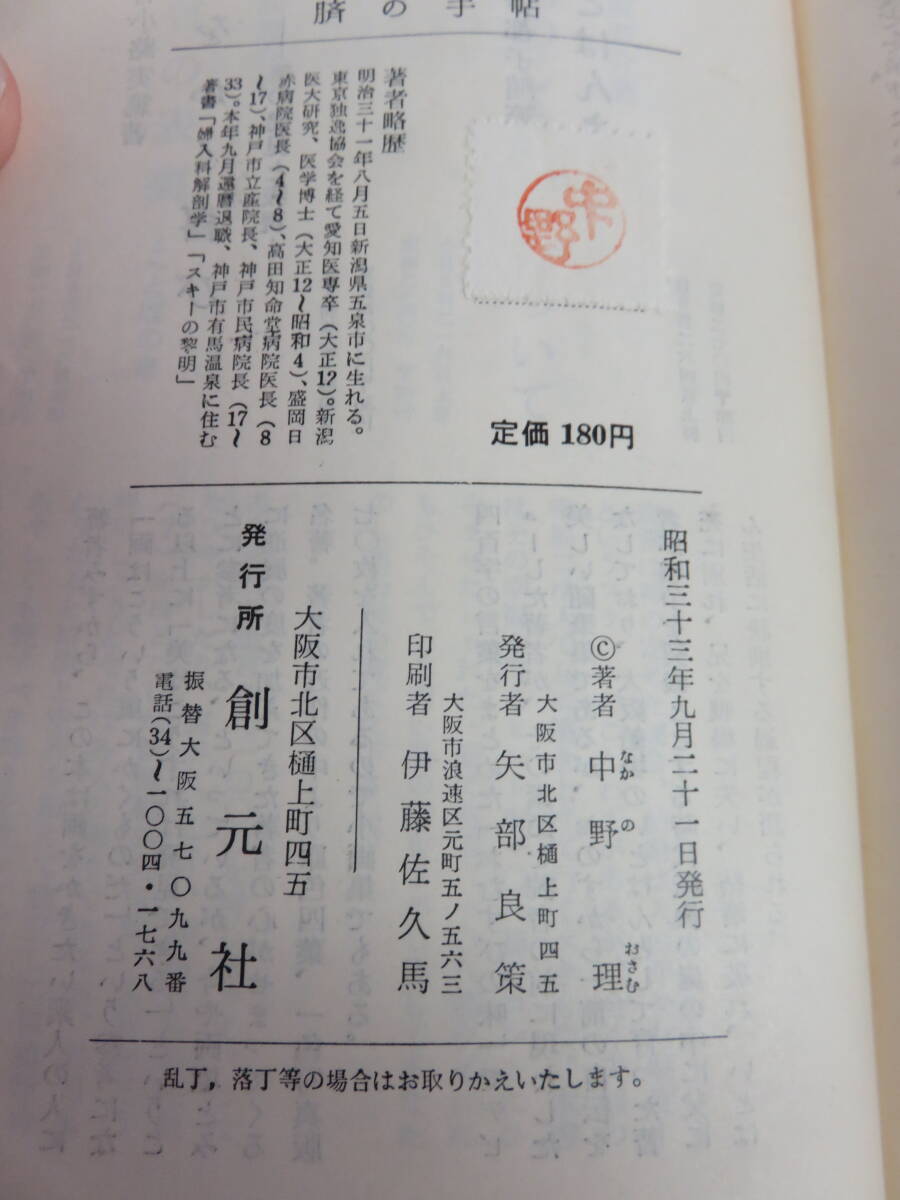 臍の手帖
著者略歴
明治三十一年八月五日新潟県五泉市に生れる。
東京独逸協会を経て愛知医専卒(大正12)。新潟
医大研究、医学博士(大正12〜昭和4)、盛岡日
赤病院医長(4〜8)、高田知命堂病院医長(8
〜17)、神戸市立産院長、神戸市民病院長(17〜
33)。本年九月還暦退職、神戸市有馬温泉に住む
著書「婦人科解剖学」「スキーの黎明」
中野
定価 180円
昭和三十三年九月二十一日発行
©著者 中野 理
なかの おさむ
大阪市北区樋上町四五
発行者 矢部良策
大阪市浪速区元町五ノ五六三
印刷者 伊藤佐久馬
大阪市北区樋上町四五
発行所 創元社
振替大阪五七〇九九番
電話(34)〜一〇〇四・一七六八
乱丁,落丁等の場合はお取りかえいたします。